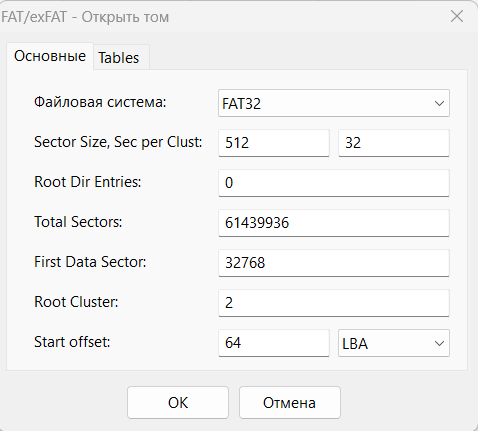 FAT/exFAT - Открыть том
Основные Tables
Файловая система: FAT32
Sector Size, Sec per Clust: 512 32
Root Dir Entries: 0
Total Sectors: 61439936
First Data Sector: 32768
Root Cluster: 2
Start offset: 64 LBA
OK Отмена